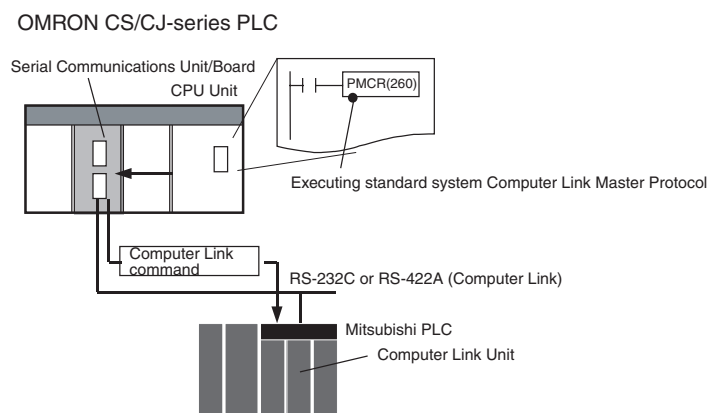 OMRON CS/CJ-series PLC
Serial Communications Unit/Board
CPU Unit
PMCR(260)
Executing standard system Computer Link Master Protocol
Computer Link
command
RS-232C or RS-422A (Computer Link)
Mitsubishi PLC
Computer Link Unit